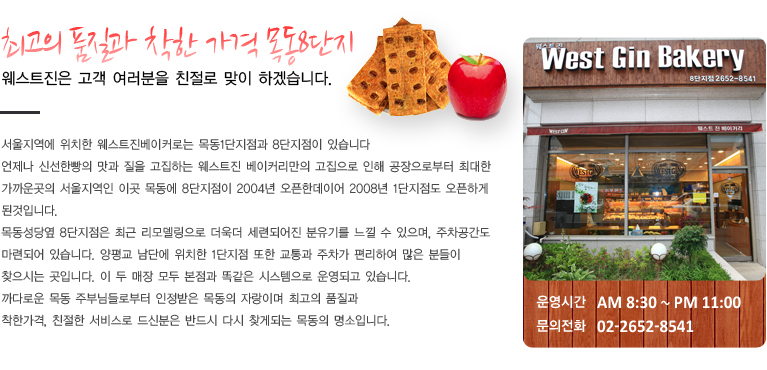 최고의 품질과 착한 가격 목동8단지
웨스트진은 고객 여러분을 친절로 맞이 하겠습니다.
서울지역에 위치한 웨스트진베이커로는 목동1단지점과 8단지점이 있습니다
언제나 신선한빵의 맛과 질을 고집하는 웨스트진 베이커리만의 고집으로 인해 공장으로부터 최대한
가까운곳의 서울지역인 이곳 목동에 8단지점이 2004년 오픈한데이어 2008년 1단지점도 오픈하게
된것입니다.
목동성당옆 8단지점은 최근 리모델링으로 더욱더 세련되어진 분유기를 느낄 수 있으며, 주차공간도
마련되어 있습니다. 양평교 남단에 위치한 1단지점 또한 교통과 주차가 편리하여 많은 분들이
찾으시는 곳입니다. 이 두 매장 모두 본점과 똑같은 시스템으로 운영되고 있습니다.
까다로운 목동 주부님들로부터 인정받은 목동의 자랑이며 최고의 품질과
착한가격, 친절한 서비스로 드신분은 반드시 다시 찾게되는 목동의 명소입니다.
웨스트 진
West Gin Bakery
8단지점 2652-8541
WEST GIN
웨스트 진 베이커리
운영시간 AM 8:30 ~ PM 11:00
문의전화 02-2652-8541